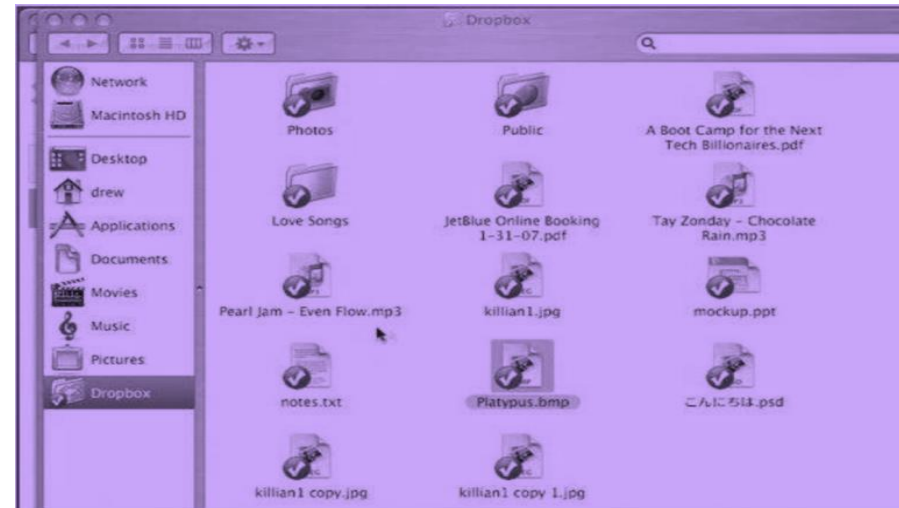 Dropbox
Network
Macintosh HD
Desktop
drew
Applications
Documents
Movies
Music
Pictures
Dropbox
Photos
Public
A Boot Camp for the Next
Tech Billionaires.pdf
Love Songs
JetBlue Online Booking
1-31-07.pdf
Tay Zonday - Chocolate
Rain.mp3
Pearl Jam - Even Flow.mp3
killian1.jpg
mockup.ppt
notes.txt
Platypus.bmp
こんにちは.psd
killian1 copy.jpg
killian1 copy 1.jpg